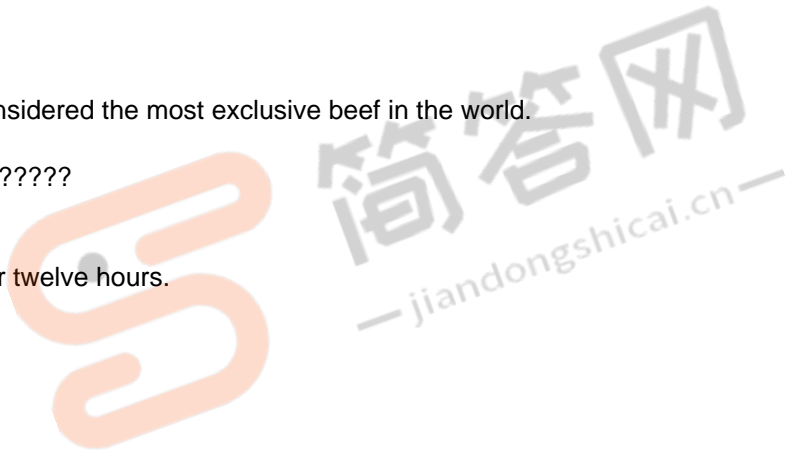 nsidered the most exclusive beef in the world.
?????
r twelve hours.
简答网
jiandongshicai.cn